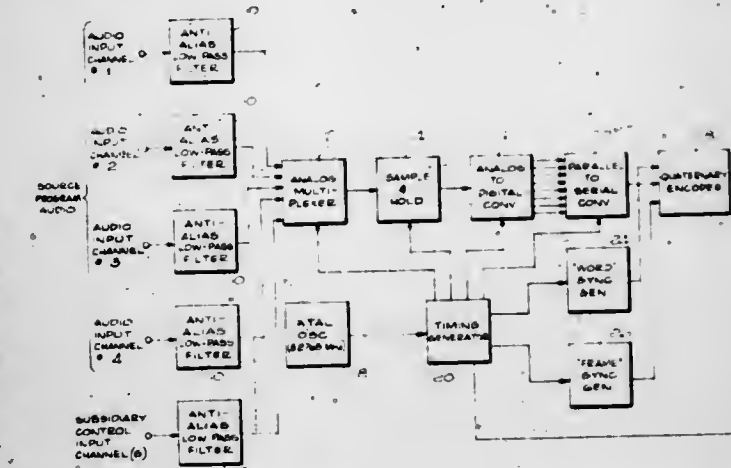 AUDIO
INPUT
CHANNEL
# 1
ANTI
ALIAS
LOW-PASS
FILTER
AUDIO
INPUT
CHANNEL
# 2
ANTI
ALIAS
LOW-PASS
FILTER
SOURCE
PROGRAM
AUDIO
AUDIO
INPUT
CHANNEL
# 3
ANTI-
ALIAS
LOW-PASS
FILTER
AUDIO
INPUT
CHANNEL
# 4
ANTI-
ALIAS
LOW-PASS
FILTER
SUBSIDIARY
CONTROL
INPUT
CHANNEL(S)
ANTI-
ALIAS
LOW PASS
FILTER
ANALOG
MULTI-
PLEXER
SAMPLE
&
HOLD
ANALOG
TO
DIGITAL
CONV.
PARALLEL
TO
SERIAL
CONV.
QUATERNARY
ENCODER
XTAL
OSC
TIMING
GENERATOR
"WORD"
SYNC
GEN
"FRAME"
SYNC
GEN.